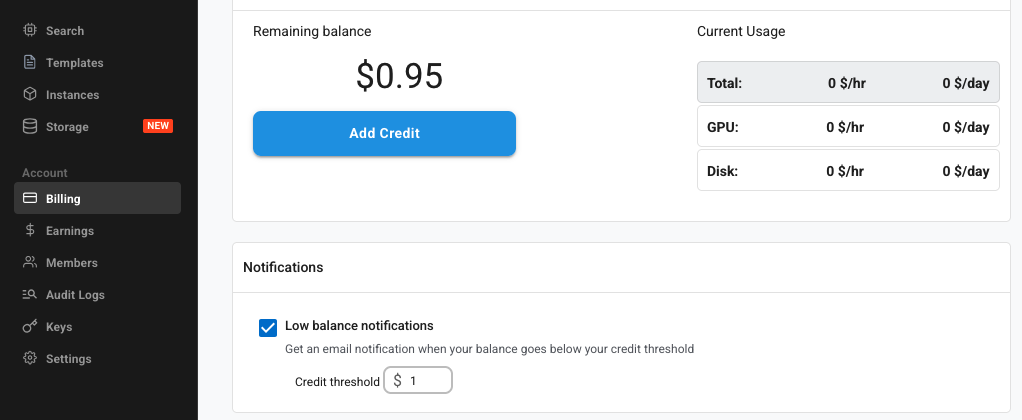 Search
Templates
Instances
Storage NEW
Account
Billing
Earnings
Members
Audit Logs
Keys
Settings
Remaining balance
$0.95
Add Credit
Current Usage
Total: 0 $/hr 0 $/day
GPU: 0 $/hr 0 $/day
Disk: 0 $/hr 0 $/day
Notifications
Low balance notifications
Get an email notification when your balance goes below your credit threshold
Credit threshold $ 1